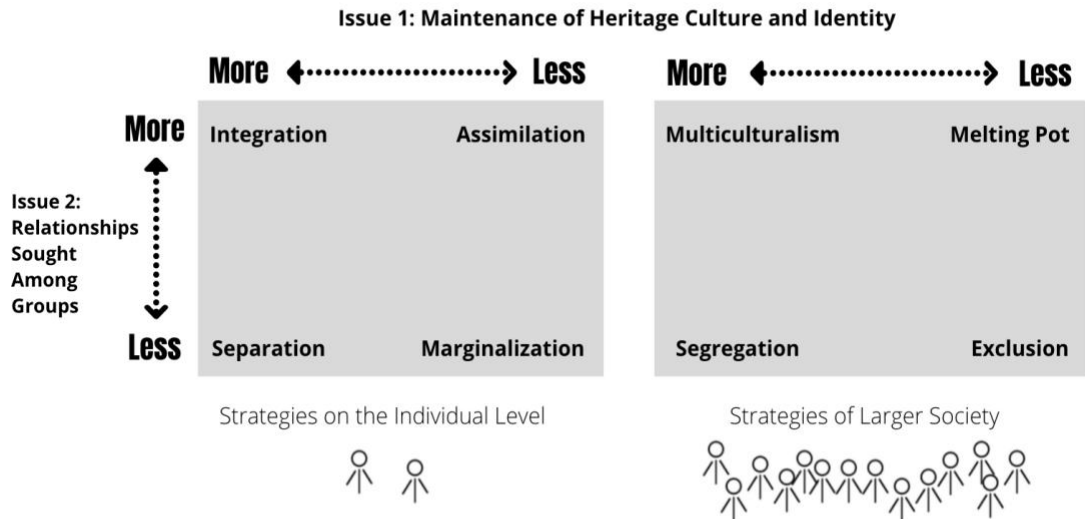 Issue 1: Maintenance of Heritage Culture and Identity
More Less
More Less
More
Integration Assimilation
Multiculturalism Melting Pot
Issue 2:
Relationships
Sought
Among
Groups
Less
Separation Marginalization
Segregation Exclusion
Strategies on the Individual Level
Strategies of Larger Society